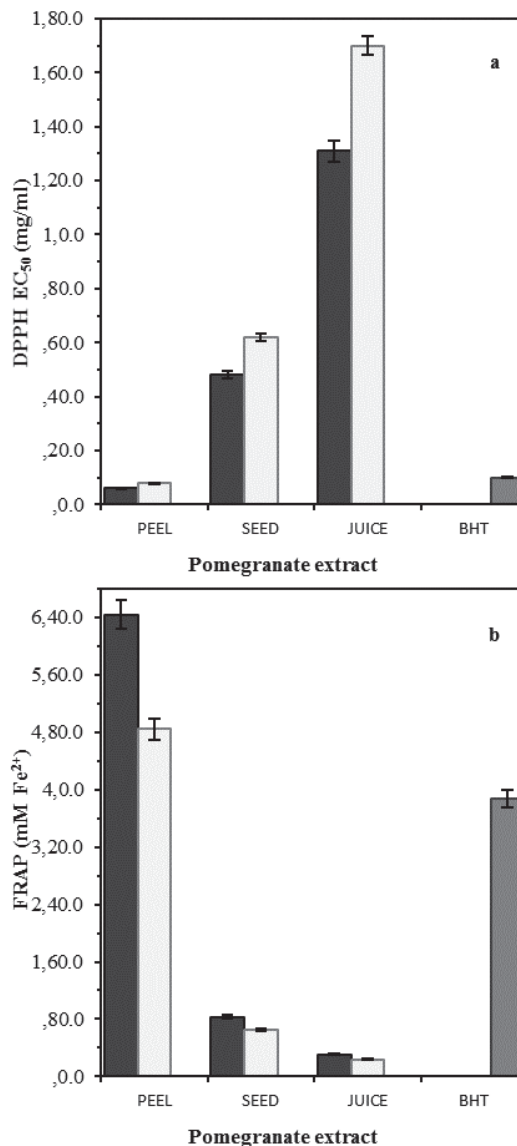 1,80.0
a
1,60.0
1,40.0
1,20.0
1,0.0
,80.0
,60.0
,40.0
,20.0
,0.0
DPPH EC₅₀ (mg/ml)
PEEL SEED JUICE BHT
Pomegranate extract
6,40.0
b
5,60.0
4,80.0
4,0.0
3,20.0
2,40.0
1,60.0
,80.0
,0.0
FRAP (mM Fe²⁺)
PEEL SEED JUICE BHT
Pomegranate extract